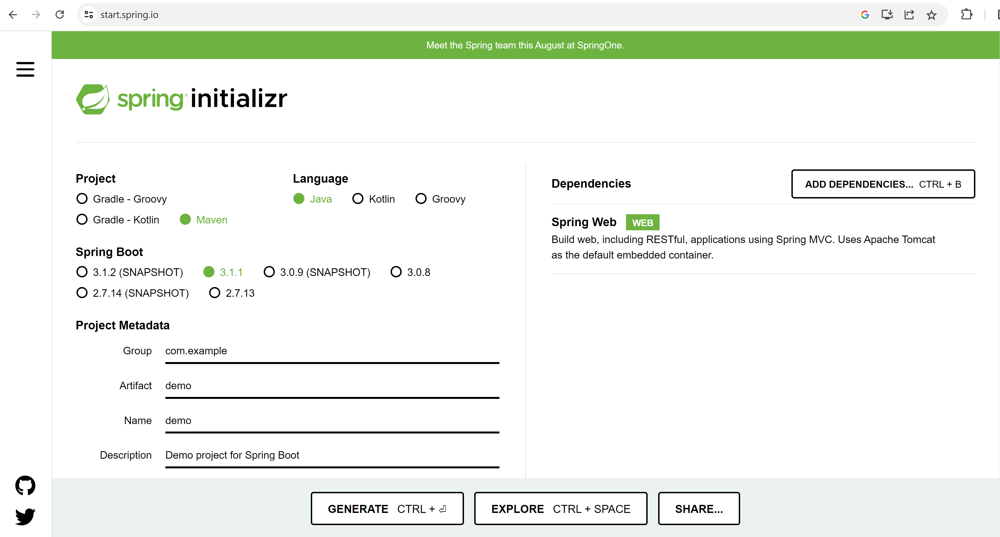 start.spring.io
Meet the Spring team this August at SpringOne.
spring® initializr
Project
Gradle - Groovy
Gradle - Kotlin Maven
Language
Java Kotlin Groovy
Spring Boot
3.1.2 (SNAPSHOT) 3.1.1 3.0.9 (SNAPSHOT) 3.0.8
2.7.14 (SNAPSHOT) 2.7.13
Project Metadata
Group com.example
Artifact demo
Name demo
Description Demo project for Spring Boot
Dependencies ADD DEPENDENCIES... CTRL + B
Spring Web WEB
Build web, including RESTful, applications using Spring MVC. Uses Apache Tomcat
as the default embedded container.
GENERATE CTRL + ⏎ EXPLORE CTRL + SPACE SHARE...